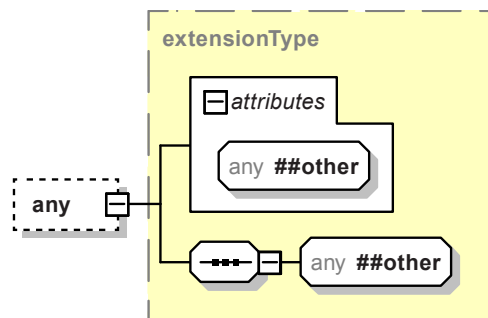 extensionType
attributes
any ##other
any
any ##other